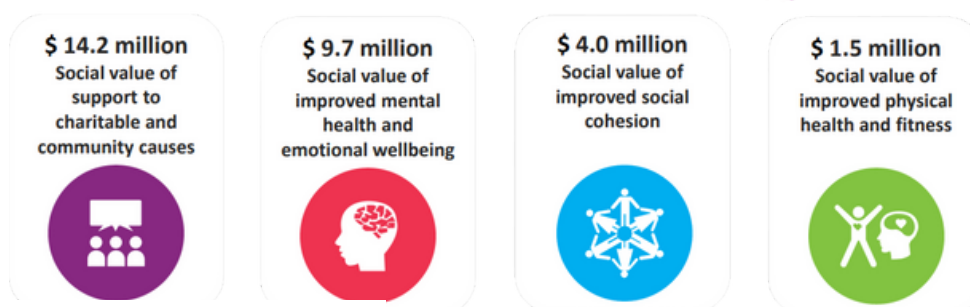 $ 14.2 million
Social value of
support to
charitable and
community causes
$ 9.7 million
Social value of
improved mental
health and
emotional wellbeing
$ 4.0 million
Social value of
improved social
cohesion
$ 1.5 million
Social value of
improved physical
health and fitness